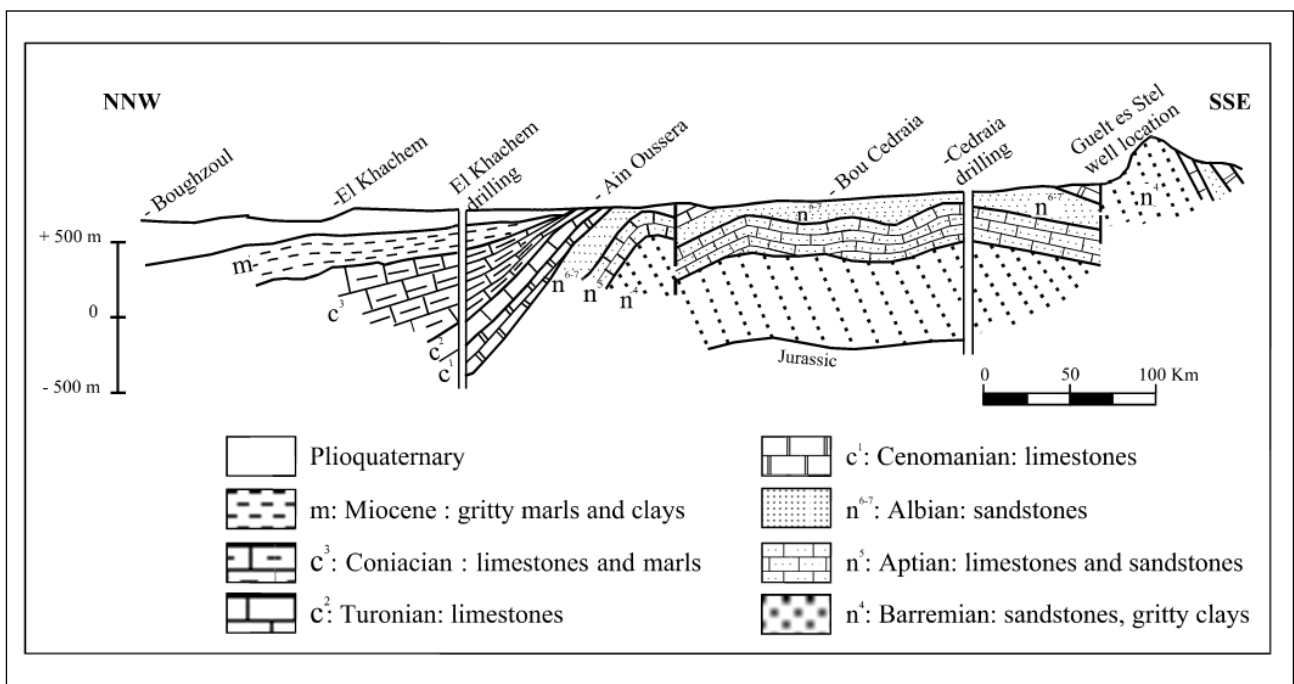 NNW
SSE
- Boughzoul
-El Khachem
El Khachem
drilling
- Ain Oussera
- Bou Cedraia
-Cedraia
drilling
Guelt es Stel
well location
+ 500 m
0
- 500 m
m
c³
c²
c¹
n⁶⁻⁷
n⁵
n⁴
n⁶⁻⁷
n⁴
Jurassic
0 50 100 Km
Plioquaternary
m: Miocene : gritty marls and clays
c³: Coniacian : limestones and marls
c²: Turonian: limestones
c¹: Cenomanian: limestones
n⁶⁻⁷: Albian: sandstones
n⁵: Aptian: limestones and sandstones
n⁴: Barremian: sandstones, gritty clays